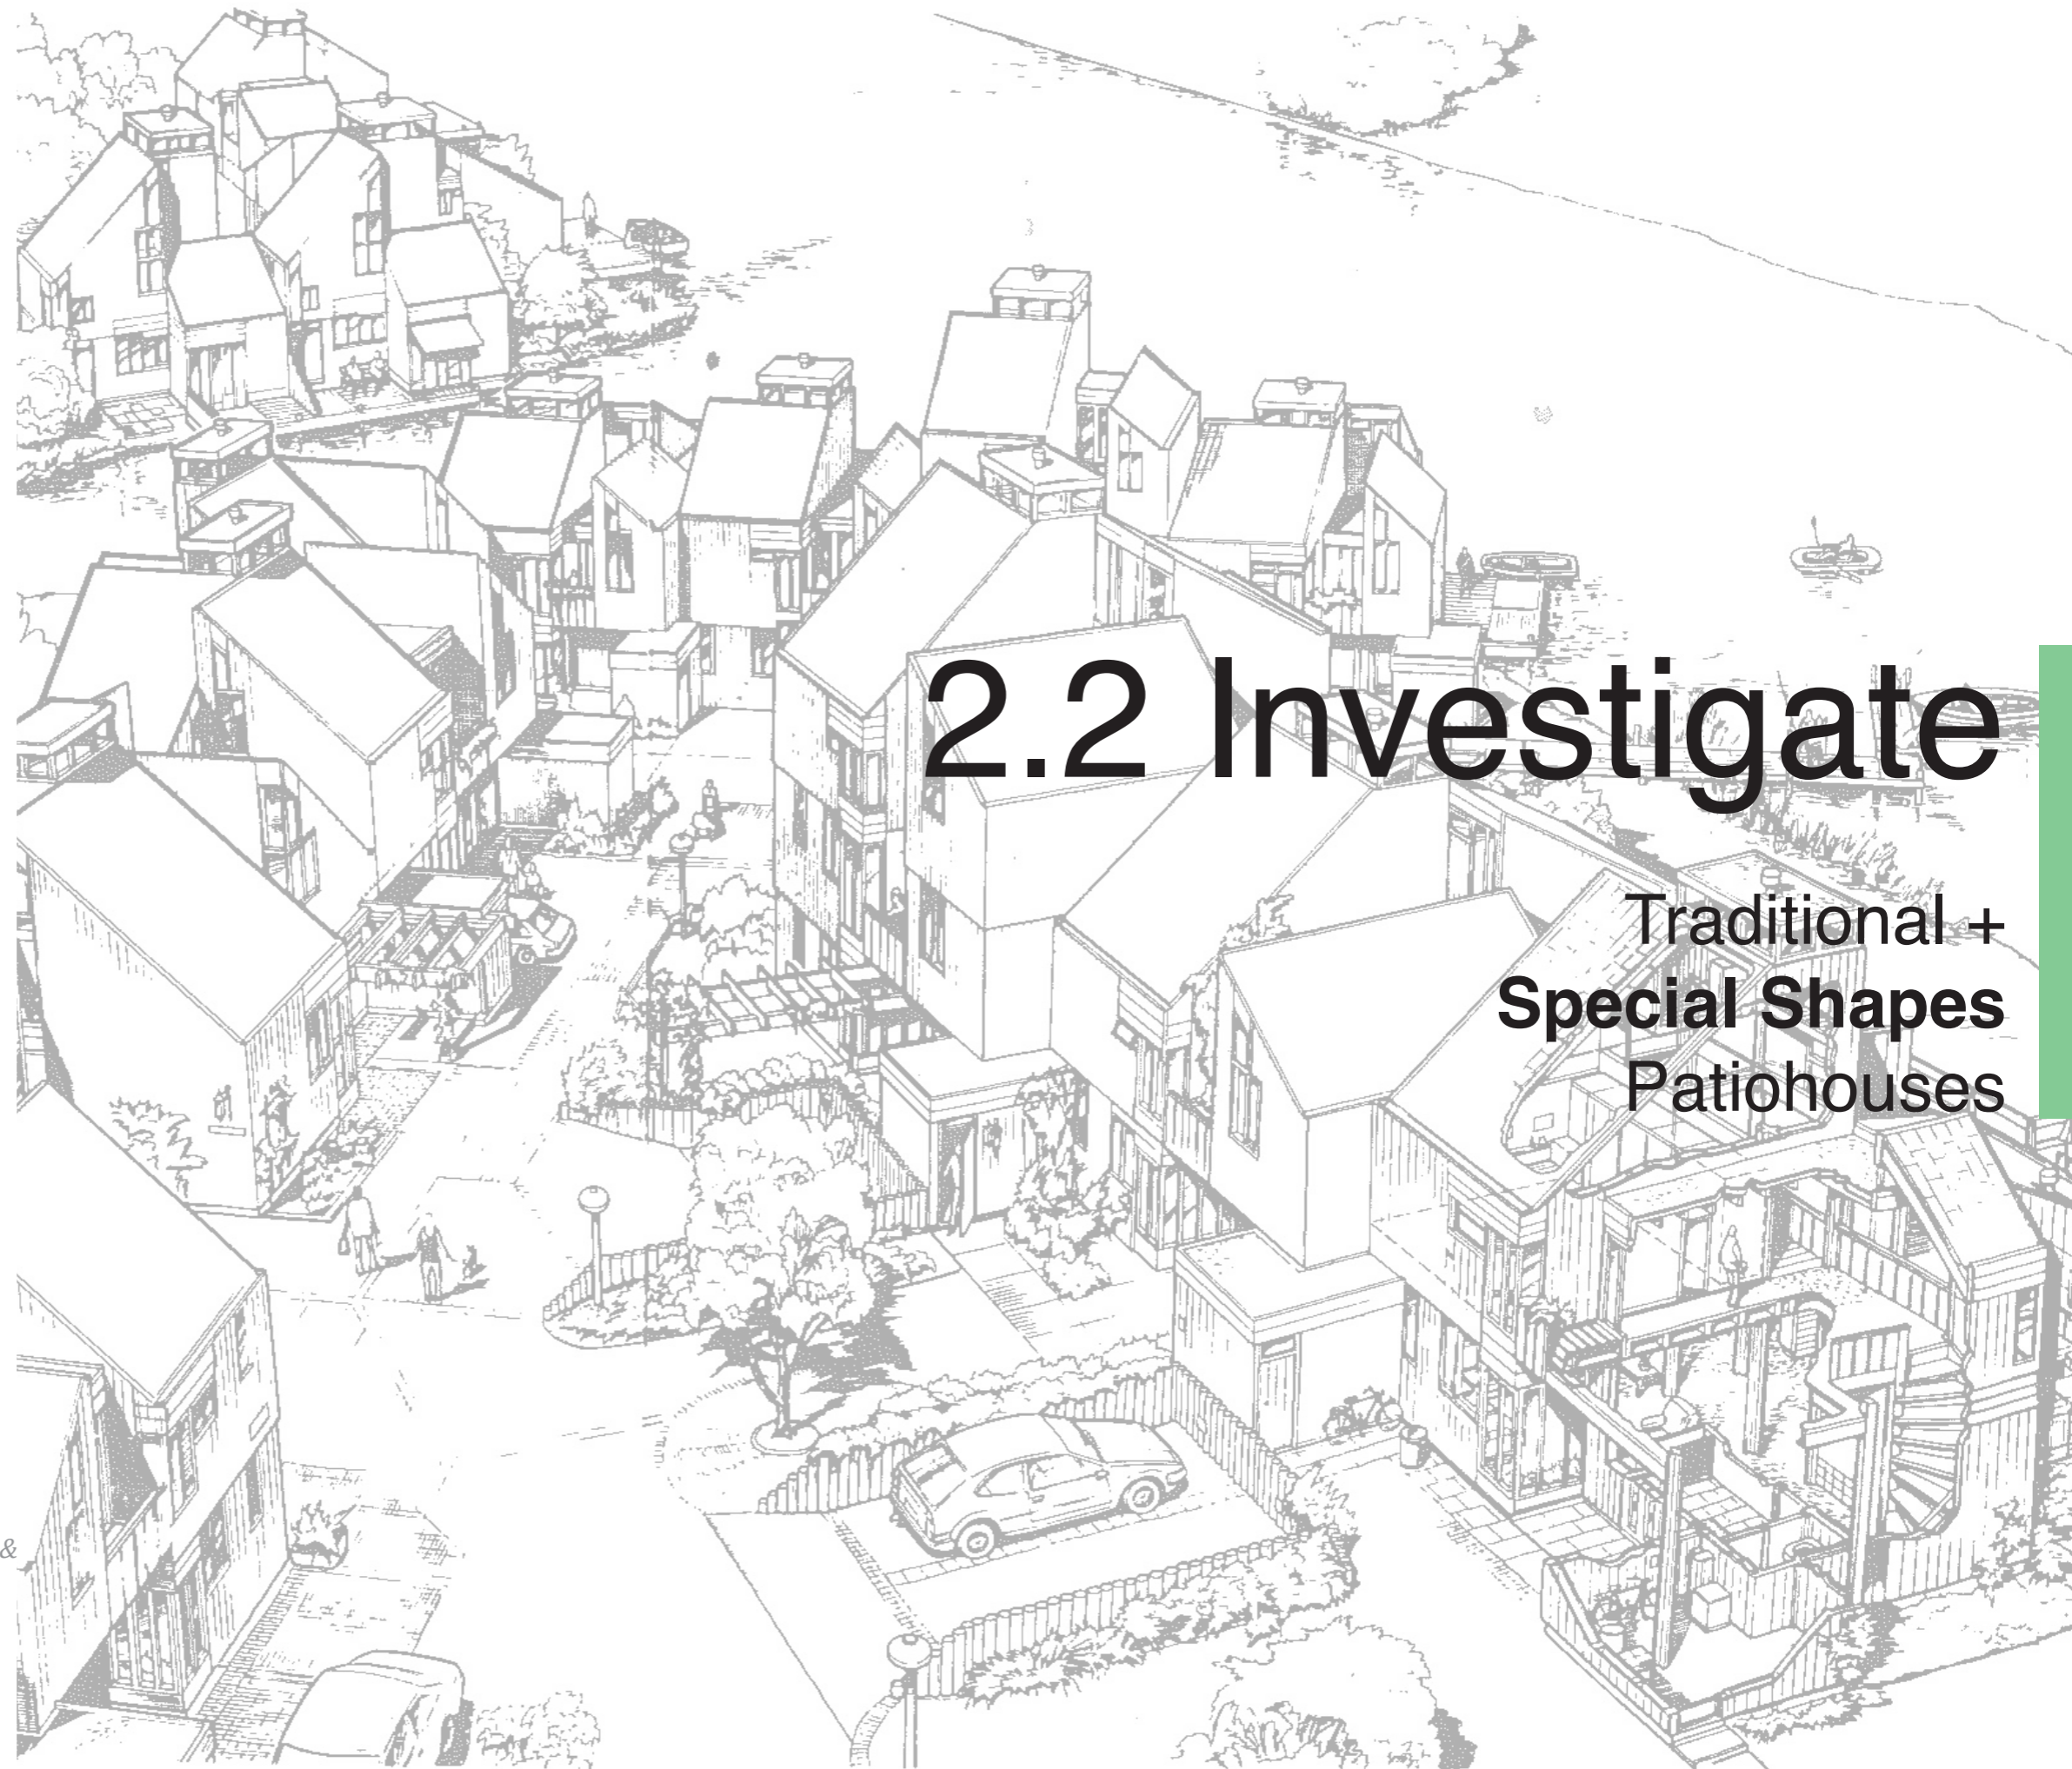 2.2 Investigate
Traditional +
Special Shapes
Patiohouses
&